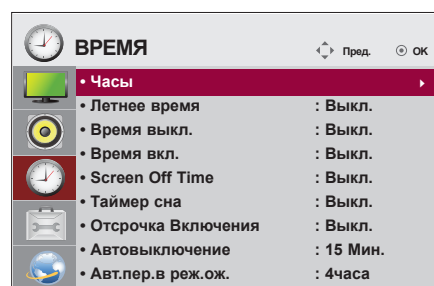 ВРЕМЯ Пред. ОК
• Часы
• Летнее время : Выкл.
• Время выкл. : Выкл.
• Время вкл. : Выкл.
• Screen Off Time : Выкл.
• Таймер сна : Выкл.
• Отсрочка Включения : Выкл.
• Автовыключение : 15 Мин.
• Авт.пер.в реж.ож. : 4часа